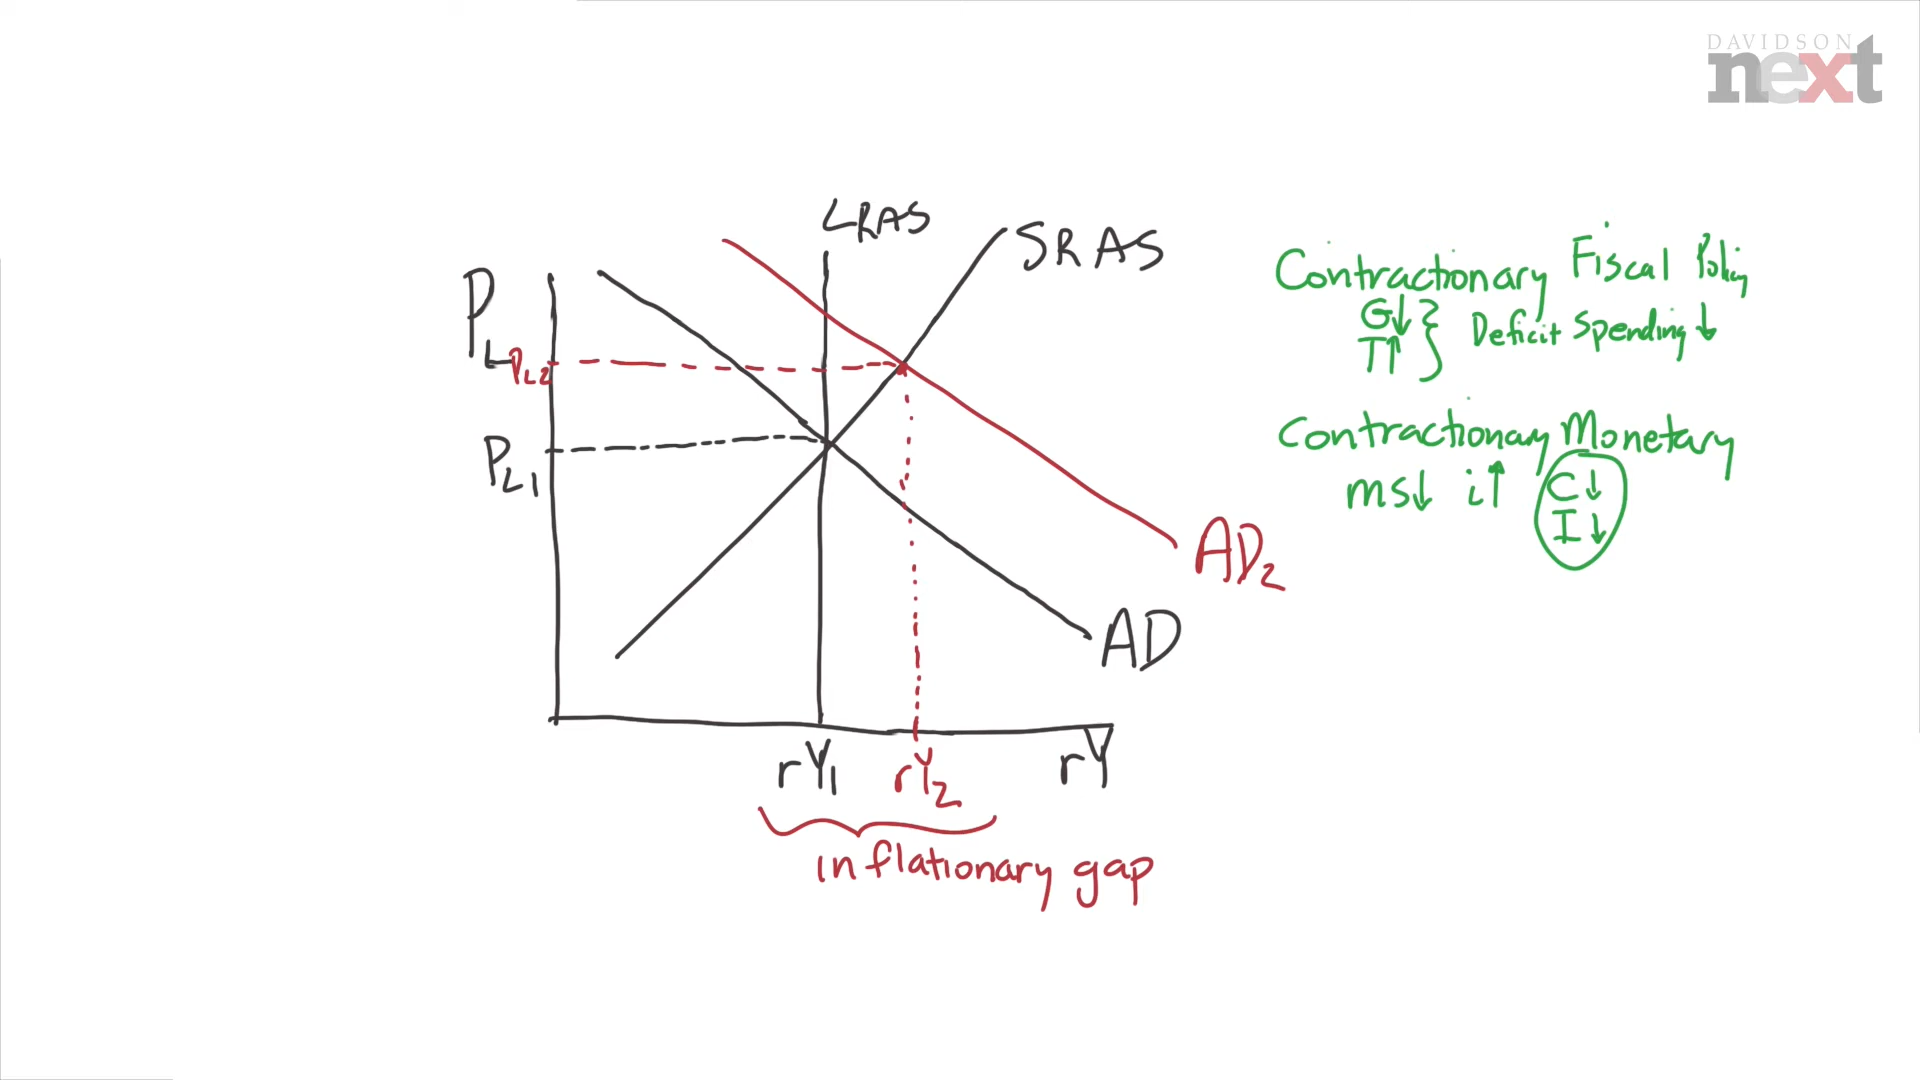 DAVIDSON
next
LRAS
SRAS
PL
PL2
PL1
AD2
AD
rY1
rY2
rY
inflationary gap
Contractionary Fiscal Policy
G↓
T↑
} Deficit Spending ↓
Contractionary Monetary
ms↓ i↑ C↓
I↓